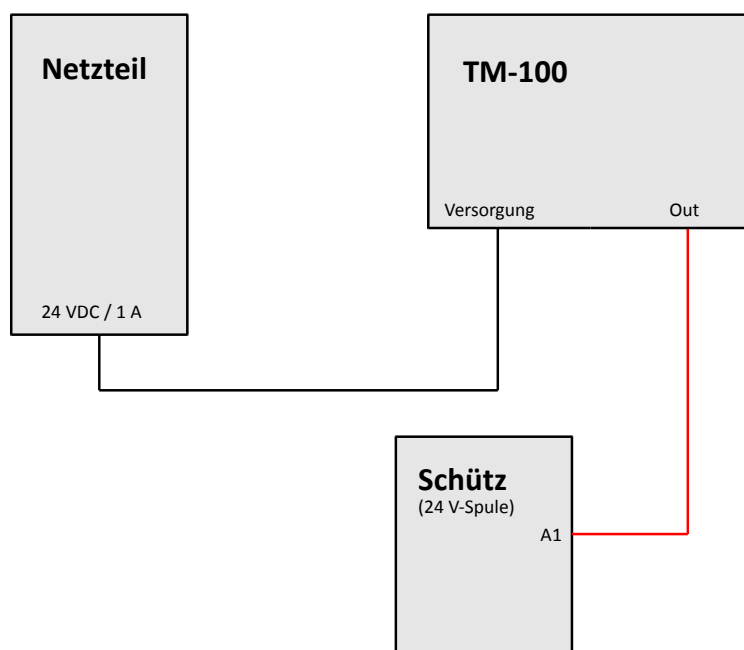 Netzteil
24 VDC / 1 A
TM-100
Versorgung
Out
Schütz
(24 V-Spule)
A1